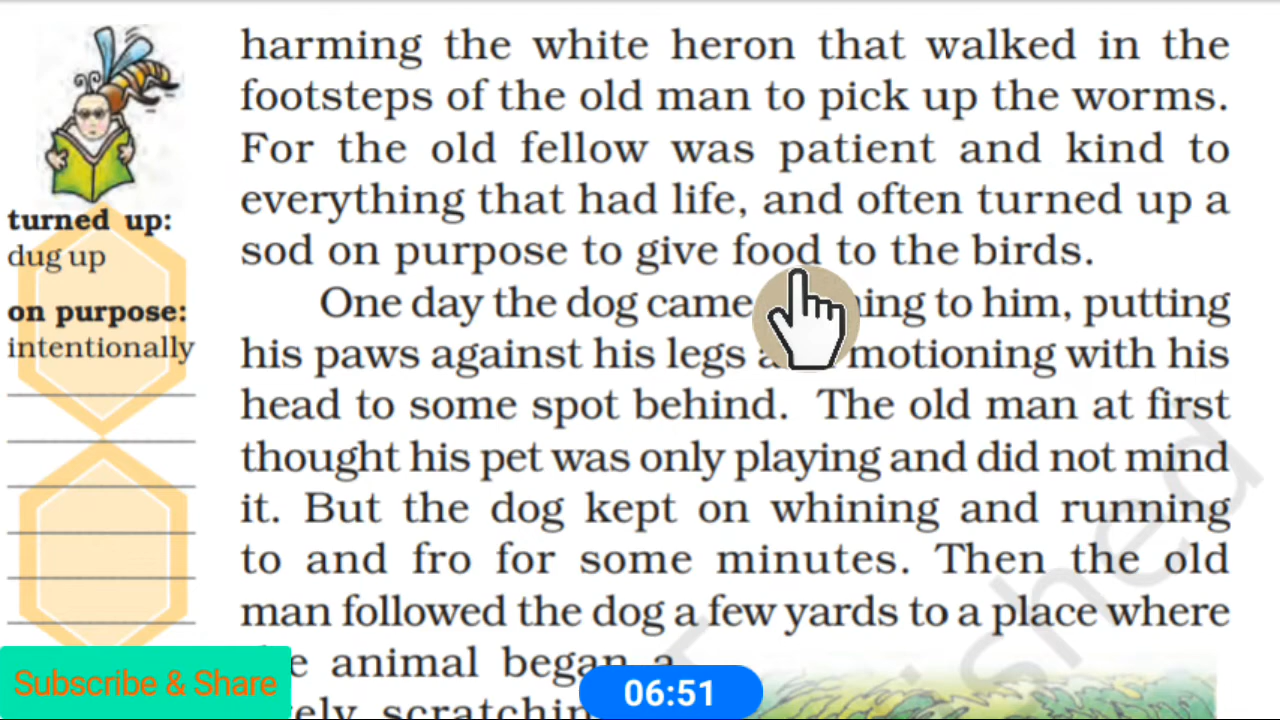 harming the white heron that walked in the
footsteps of the old man to pick up the worms.
For the old fellow was patient and kind to
everything that had life, and often turned up a
sod on purpose to give food to the birds.
One day the dog came ing to him, putting
his paws against his legs a motioning with his
head to some spot behind. The old man at first
thought his pet was only playing and did not mind
it. But the dog kept on whining and running
to and fro for some minutes. Then the old
man followed the dog a few yards to a place where
e animal began a
ely scratchin
turned up:
dug up
on purpose:
intentionally
Subscribe & Share
06:51